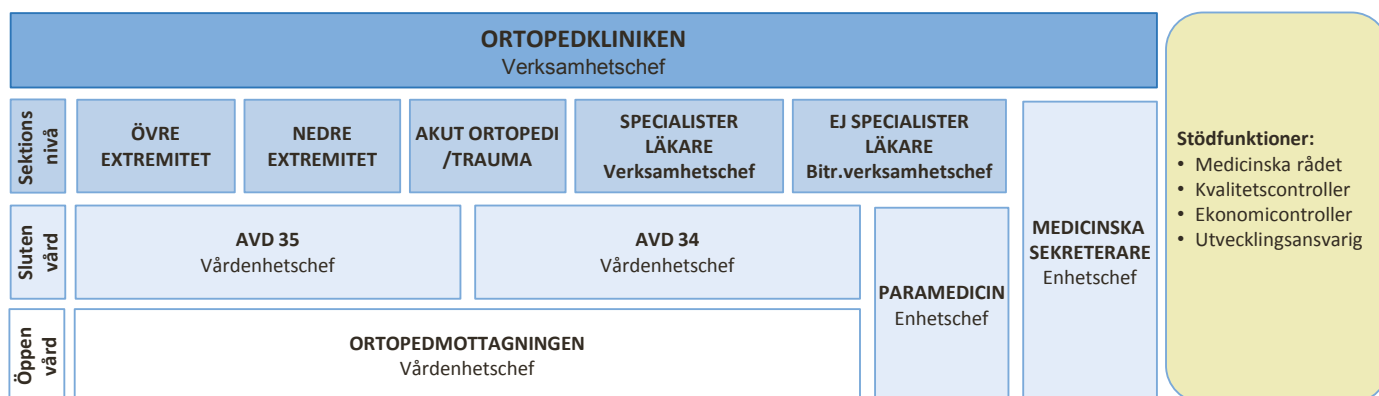 ORTOPEDKLINIKEN
Verksamhetschef
Sektions
nivå
ÖVRE
EXTREMITET
NEDRE
EXTREMITET
AKUT ORTOPEDI
/TRAUMA
SPECIALISTER
LÄKARE
Verksamhetschef
EJ SPECIALISTER
LÄKARE
Bitr.verksamhetschef
Sluten
vård
AVD 35
Vårdenhetschef
AVD 34
Vårdenhetschef
PARAMEDICIN
Enhetschef
MEDICINSKA
SEKRETERARE
Enhetschef
Öppen
vård
ORTOPEDMOTTAGNINGEN
Vårdenhetschef
Stödfunktioner:
• Medicinska rådet
• Kvalitetscontroller
• Ekonomicontroller
• Utvecklingsansvarig